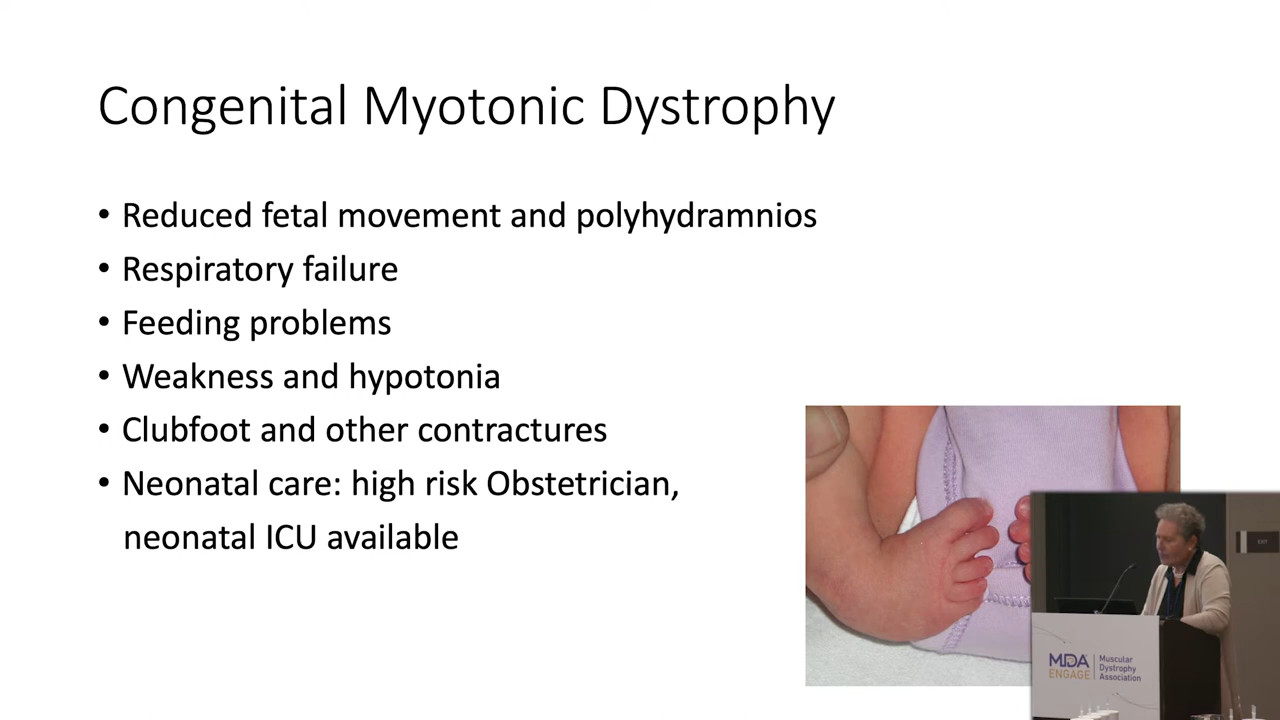 Congenital Myotonic Dystrophy
• Reduced fetal movement and polyhydramnios
• Respiratory failure
• Feeding problems
• Weakness and hypotonia
• Clubfoot and other contractures
• Neonatal care: high risk Obstetrician,
neonatal ICU available
MDA
ENGAGE
Muscular
Dystrophy
Association